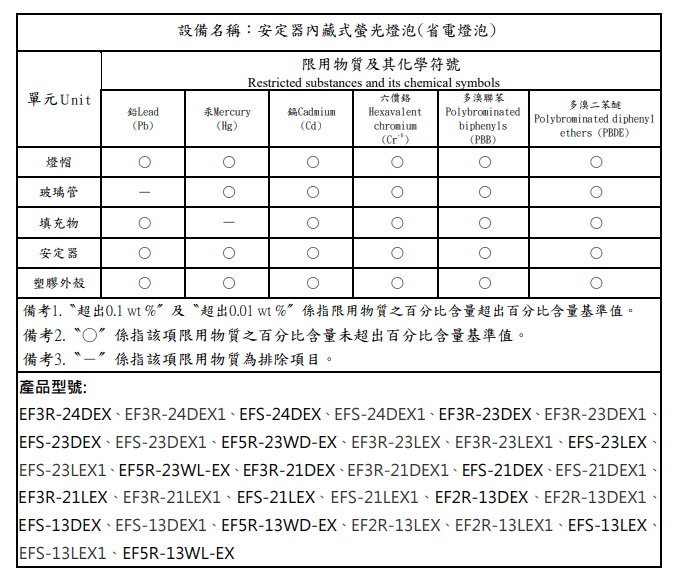 設備名稱：安定器內藏式螢光燈泡(省電燈泡)
限用物質及其化學符號
Restricted substances and its chemical symbols
單元Unit
鉛Lead (Pb)
汞Mercury (Hg)
鎘Cadmium (Cd)
六價鉻 Hexavalent chromium (Cr+6)
多溴聯苯 Polybrominated biphenyls (PBB)
多溴二苯醚 Polybrominated diphenyl ethers (PBDE)
燈帽 ○ ○ ○ ○ ○ ○
玻璃管 － ○ ○ ○ ○ ○
填充物 ○ － ○ ○ ○ ○
安定器 ○ ○ ○ ○ ○ ○
塑膠外殼 ○ ○ ○ ○ ○ ○
備考1.〝超出0.1 wt %〞及〝超出0.01 wt %〞係指限用物質之百分比含量超出百分比含量基準值。
備考2.〝○〞係指該項限用物質之百分比含量未超出百分比含量基準值。
備考3.〝－〞係指該項限用物質為排除項目。
產品型號:
EF3R-24DEX、EF3R-24DEX1、EFS-24DEX、EFS-24DEX1、EF3R-23DEX、EF3R-23DEX1、
EFS-23DEX、EFS-23DEX1、EF5R-23WD-EX、EF3R-23LEX、EF3R-23LEX1、EFS-23LEX、
EFS-23LEX1、EF5R-23WL-EX、EF3R-21DEX、EF3R-21DEX1、EFS-21DEX、EFS-21DEX1、
EF3R-21LEX、EF3R-21LEX1、EFS-21LEX、EFS-21LEX1、EF2R-13DEX、EF2R-13DEX1、
EFS-13DEX、EFS-13DEX1、EF5R-13WD-EX、EF2R-13LEX、EF2R-13LEX1、EFS-13LEX、
EFS-13LEX1、EF5R-13WL-EX